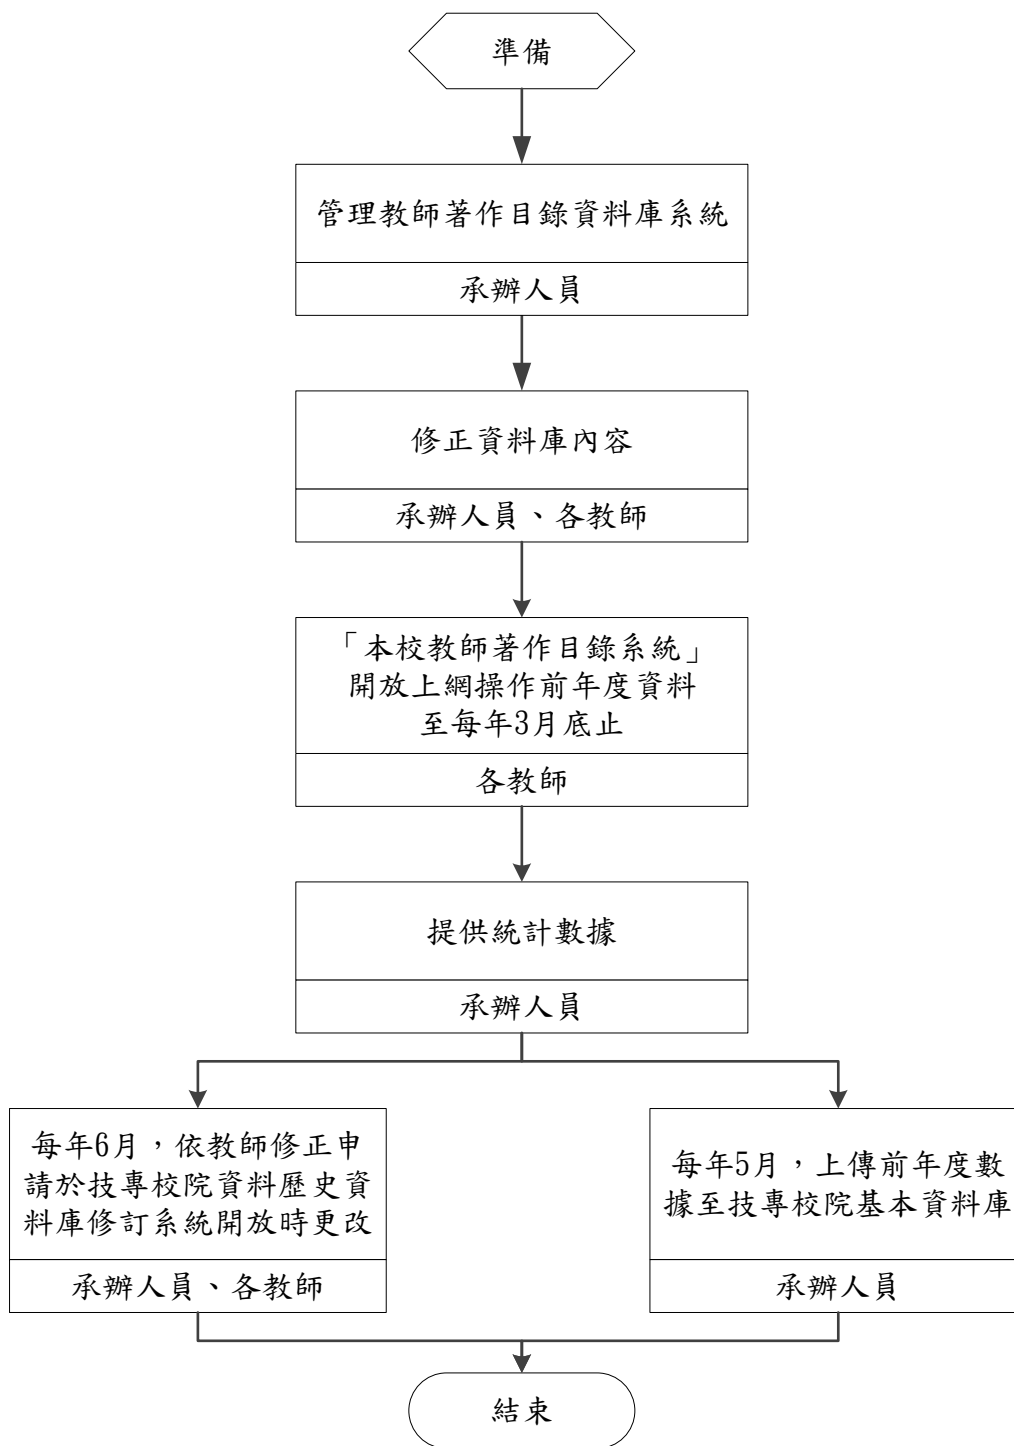 準備
管理教師著作目錄資料庫系統
承辦人員
修正資料庫內容
承辦人員、各教師
「本校教師著作目錄系統」
開放上網操作前年度資料
至每年3月底止
各教師
提供統計數據
承辦人員
每年6月，依教師修正申
請於技專校院資料歷史資
料庫修訂系統開放時更改
承辦人員、各教師
每年5月，上傳前年度數
據至技專校院基本資料庫
承辦人員
結束